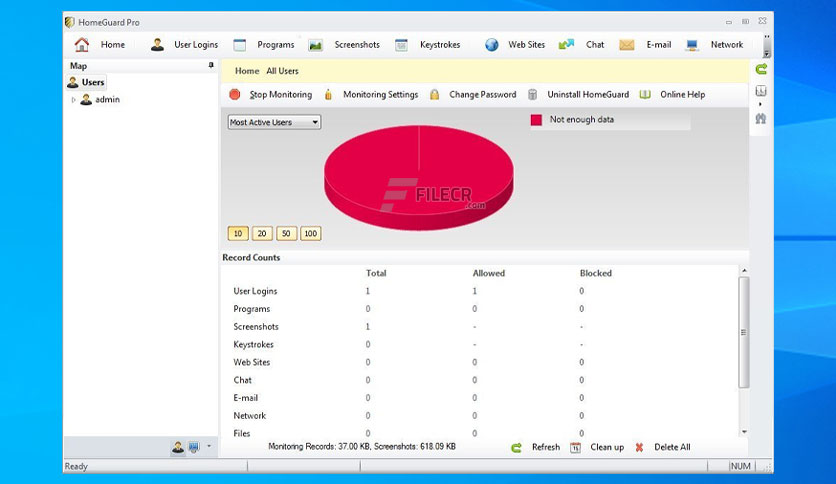 HomeGuard Pro
Home User Logins Programs Screenshots Keystrokes Web Sites Chat E-mail Network
Map
Users
admin
Home All Users
Stop Monitoring Monitoring Settings Change Password Uninstall HomeGuard Online Help
Most Active Users
Not enough data
FILECR
.com
10 20 50 100
Record Counts
Total Allowed Blocked
User Logins 1 1 0
Programs 0 0 0
Screenshots 1 - -
Keystrokes 0 - -
Web Sites 0 0 0
Chat 0 0 0
E-mail 0 0 0
Network 0 0 0
Files 0 0 0
Monitoring Records: 37.00 KB, Screenshots: 618.09 KB Refresh Clean up Delete All
Ready NUM